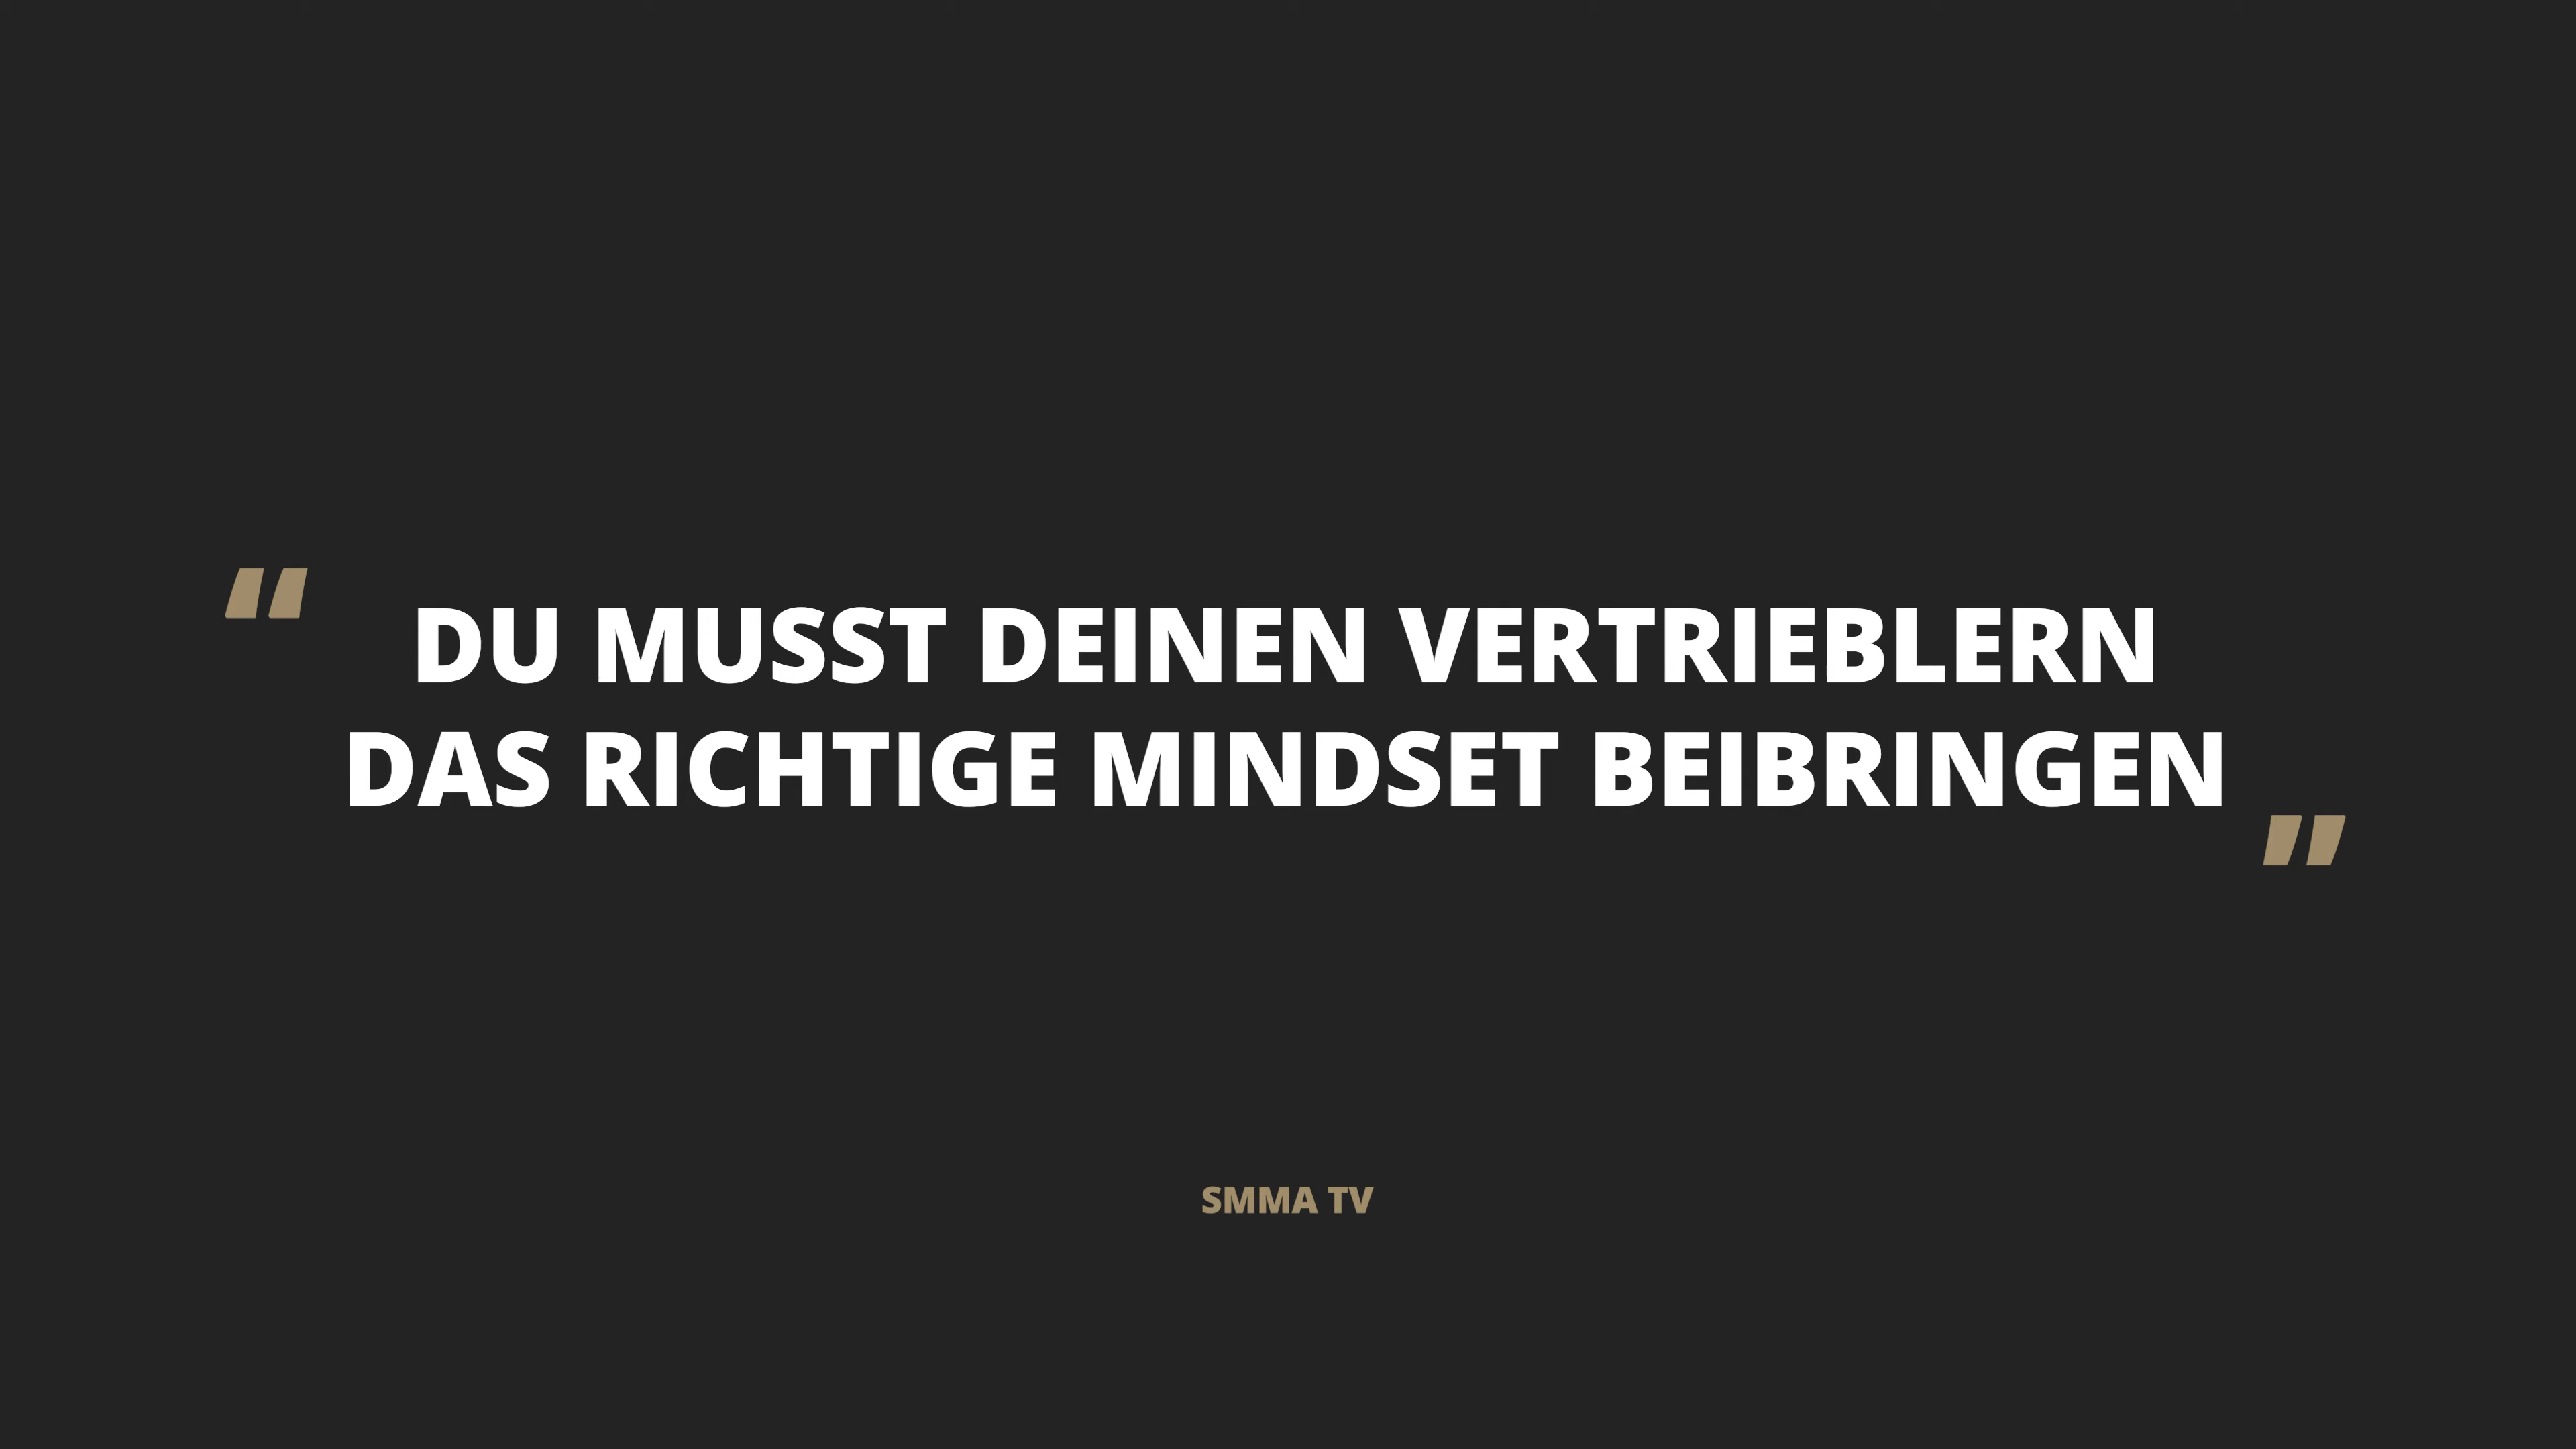 “
DU MUSST DEINEN VERTRIEBLERN
DAS RICHTIGE MINDSET BEIBRINGEN
”
SMMA TV